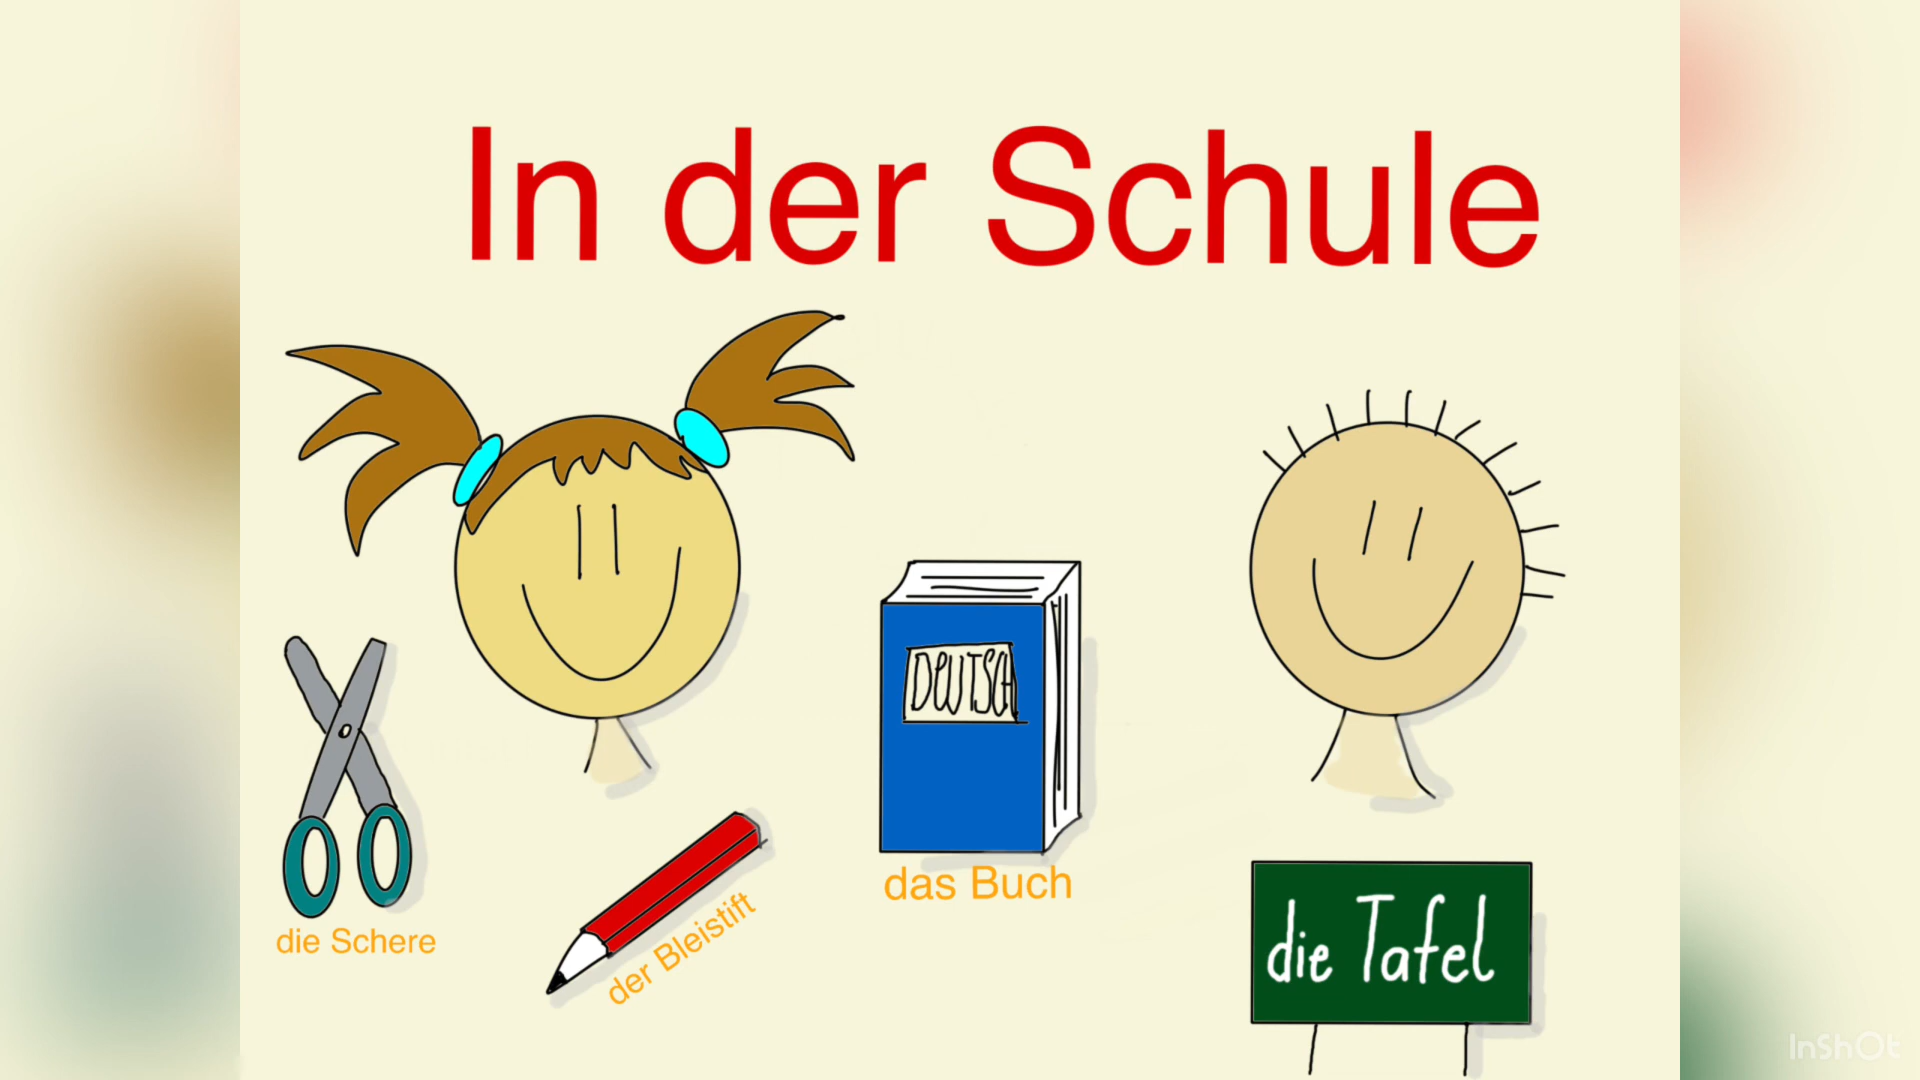 In der Schule
DEUTSCH
das Buch
die Schere
der Bleistift
die Tafel
InShOt